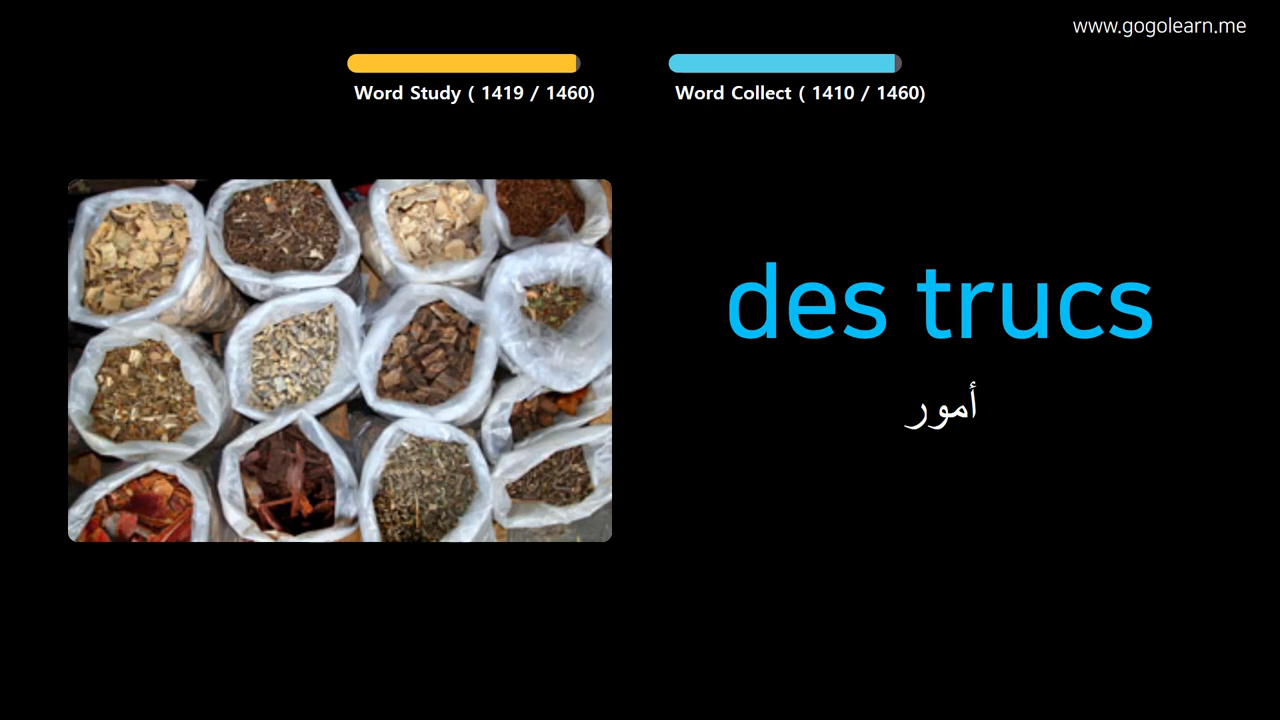 www.gogolearn.me
Word Study ( 1419 / 1460)
Word Collect ( 1410 / 1460)
des trucs
أمور